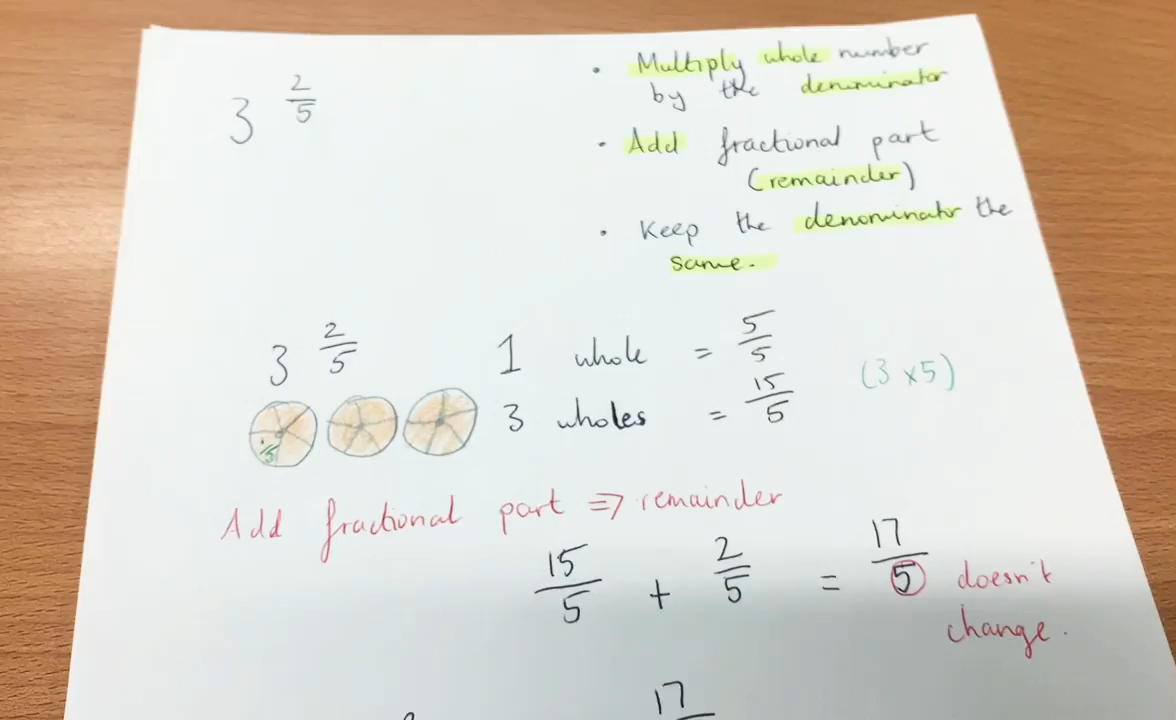 3 2/5
• Multiply whole number
by the denominator
• Add fractional part
(remainder)
• Keep the denominator the
same.
3 2/5
1 whole = 5/5
3 wholes = 15/5 (3 x5)
Add fractional part => remainder
15/5 + 2/5 = 17/5 doesn't
change.
17